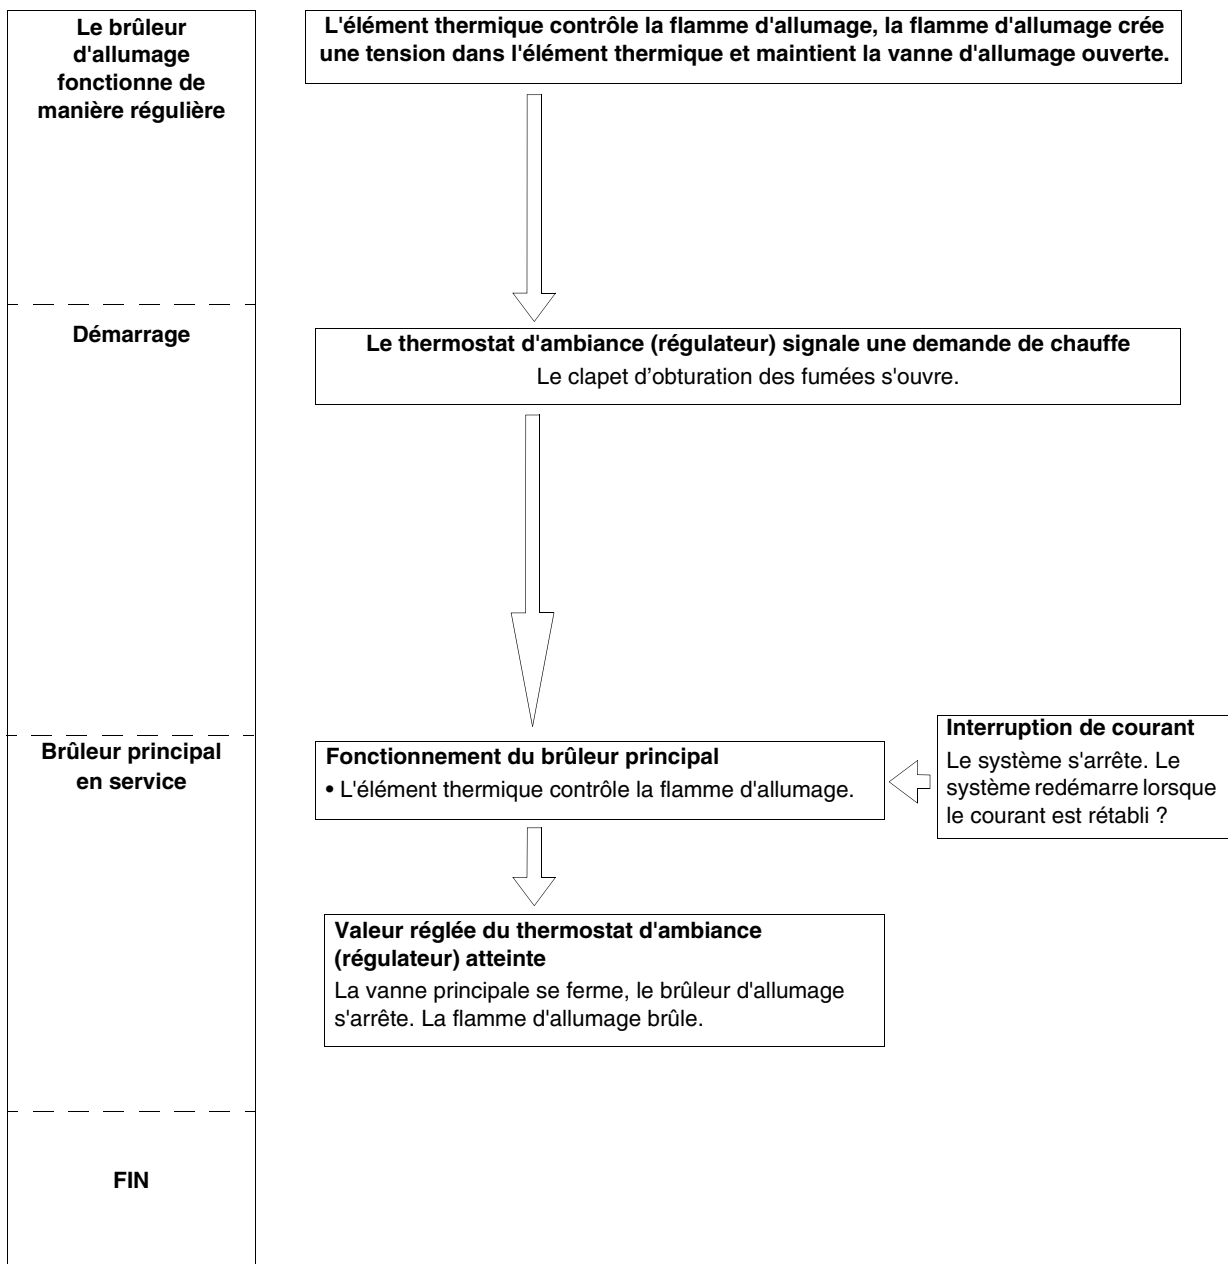 Le brûleur
d'allumage
fonctionne de
manière régulière
L'élément thermique contrôle la flamme d'allumage, la flamme d'allumage crée
une tension dans l'élément thermique et maintient la vanne d'allumage ouverte.
Démarrage
Le thermostat d'ambiance (régulateur) signale une demande de chauffe
Le clapet d’obturation des fumées s'ouvre.
Brûleur principal
en service
Fonctionnement du brûleur principal
• L'élément thermique contrôle la flamme d'allumage.
Interruption de courant
Le système s'arrête. Le
système redémarre lorsque
le courant est rétabli ?
Valeur réglée du thermostat d'ambiance
(régulateur) atteinte
La vanne principale se ferme, le brûleur d'allumage
s'arrête. La flamme d'allumage brûle.
FIN